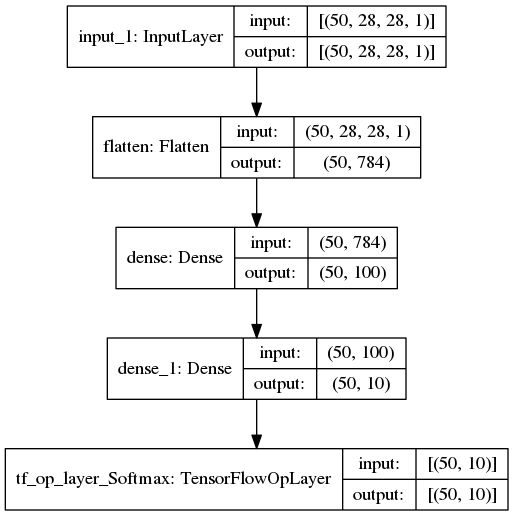 input_1: InputLayer
input:
[(50, 28, 28, 1)]
output:
[(50, 28, 28, 1)]
flatten: Flatten
input:
(50, 28, 28, 1)
output:
(50, 784)
dense: Dense
input:
(50, 784)
output:
(50, 100)
dense_1: Dense
input:
(50, 100)
output:
(50, 10)
tf_op_layer_Softmax: TensorFlowOpLayer
input:
[(50, 10)]
output:
[(50, 10)]